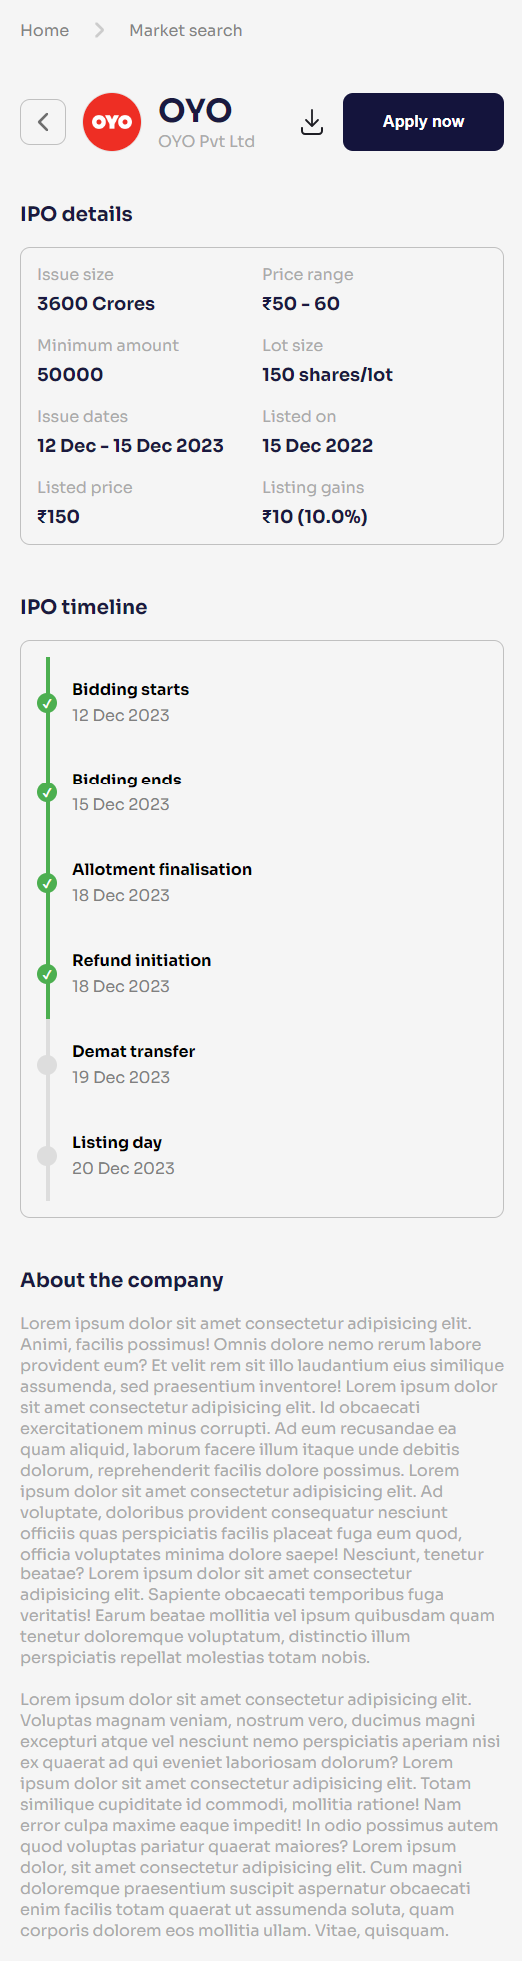 Home
Market search
OYO
OYO
OYO Pvt Ltd
Apply now
IPO details
Issue size
Price range
3600 Crores
₹50 - 60
Minimum amount
Lot size
50000
150 shares/lot
Issue dates
Listed on
12 Dec - 15 Dec 2023
15 Dec 2022
Listed price
Listing gains
₹150
₹10 (10.0%)
IPO timeline
Bidding starts
12 Dec 2023
Bidding ends
15 Dec 2023
Allotment finalisation
18 Dec 2023
Refund initiation
18 Dec 2023
Demat transfer
19 Dec 2023
Listing day
20 Dec 2023
About the company
Lorem ipsum dolor sit amet consectetur adipisicing elit.
Animi, facilis possimus! Omnis dolore nemo rerum labore
provident eum? Et velit rem sit illo laudantium eius similique
assumenda, sed praesentium inventore! Lorem ipsum dolor
sit amet consectetur adipisicing elit. Id obcaecati
exercitationem minus corrupti. Ad eum recusandae ea
quam aliquid, laborum facere illum itaque unde debitis
dolorum, reprehenderit facilis dolore possimus. Lorem
ipsum dolor sit amet consectetur adipisicing elit. Ad
voluptate, doloribus provident consequatur nesciunt
officiis quas perspiciatis facilis placeat fuga eum quod,
officia voluptates minima dolore saepe! Nesciunt, tenetur
beatae? Lorem ipsum dolor sit amet consectetur
adipisicing elit. Sapiente obcaecati temporibus fuga
veritatis! Earum beatae mollitia vel ipsum quibusdam quam
tenetur doloremque voluptatum, distinctio illum
perspiciatis repellat molestias totam nobis.
Lorem ipsum dolor sit amet consectetur adipisicing elit.
Voluptas magnam veniam, nostrum vero, ducimus magni
excepturi atque vel nesciunt nemo perspiciatis aperiam nisi
ex quaerat ad qui eveniet laboriosam dolorum? Lorem
ipsum dolor sit amet consectetur adipisicing elit. Totam
similique cupiditate id commodi, mollitia ratione! Nam
error culpa maxime eaque impedit! In odio possimus autem
quod voluptas pariatur quaerat maiores? Lorem ipsum
dolor, sit amet consectetur adipisicing elit. Cum magni
doloremque praesentium suscipit aspernatur obcaecati
enim facilis totam quaerat ut assumenda soluta, quam
corporis dolorem eos mollitia ullam. Vitae, quisquam.